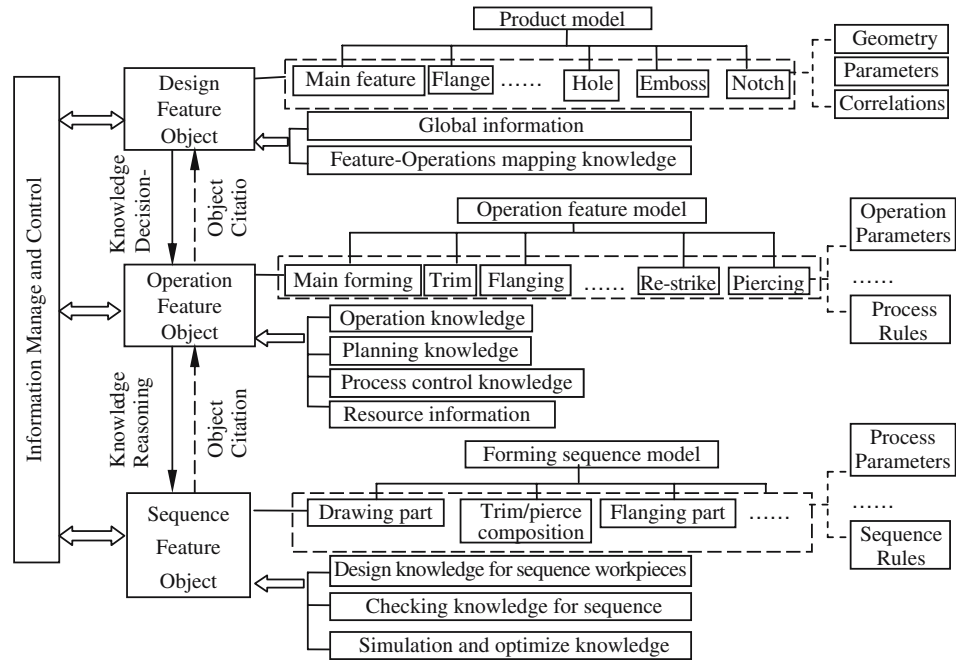 Product model
Main feature
Flange
......
Hole
Emboss
Notch
Geometry
Parameters
Correlations
Design
Feature
Object
Global information
Feature-Operations mapping knowledge
Information Manage and Control
Knowledge
Decision-
Object
Citatio
Operation feature model
Main forming
Trim
Flanging
......
Re-strike
Piercing
Operation
Parameters
......
Process
Rules
Operation
Feature
Object
Operation knowledge
Planning knowledge
Process control knowledge
Resource information
Knowledge
Reasoning
Object
Citation
Forming sequence model
Drawing part
Trim/pierce
composition
Flanging part
......
Process
Parameters
......
Sequence
Rules
Sequence
Feature
Object
Design knowledge for sequence workpieces
Checking knowledge for sequence
Simulation and optimize knowledge